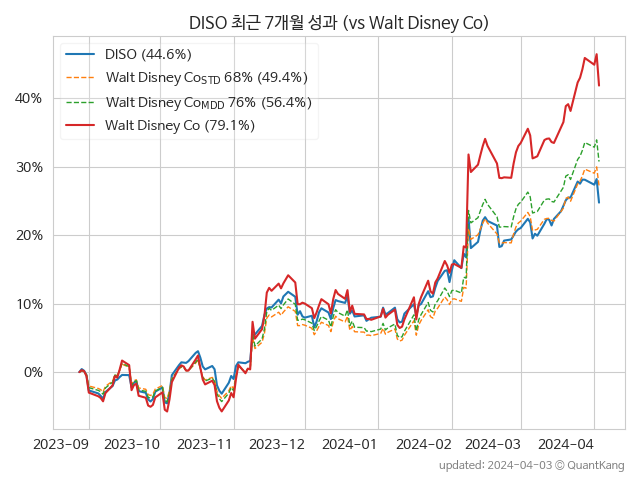 DISO 최근 7개월 성과 (vs Walt Disney Co)
DISO (44.6%)
Walt Disney CoSTD 68% (49.4%)
Walt Disney CoMDD 76% (56.4%)
Walt Disney Co (79.1%)
40%
30%
20%
10%
0%
2023-09 2023-10 2023-11 2023-12 2024-01 2024-02 2024-03 2024-04
updated: 2024-04-03 © QuantKang